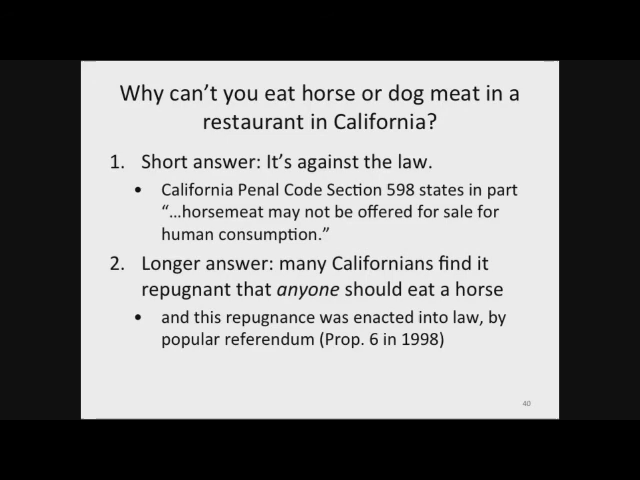 Why can't you eat horse or dog meat in a
restaurant in California?
1. Short answer: It's against the law.
• California Penal Code Section 598 states in part
"…horsemeat may not be offered for sale for
human consumption."
2. Longer answer: many Californians find it
repugnant that anyone should eat a horse
• and this repugnance was enacted into law, by
popular referendum (Prop. 6 in 1998)
40